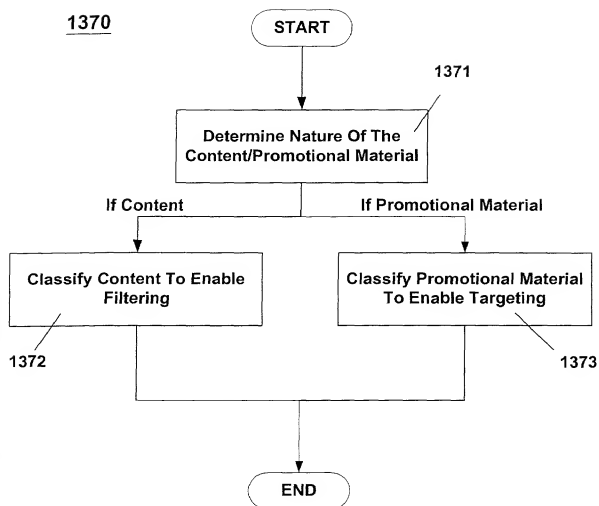 1370
START
1371
Determine Nature Of The
Content/Promotional Material
If Content
If Promotional Material
Classify Content To Enable
Filtering
Classify Promotional Material
To Enable Targeting
1372
1373
END